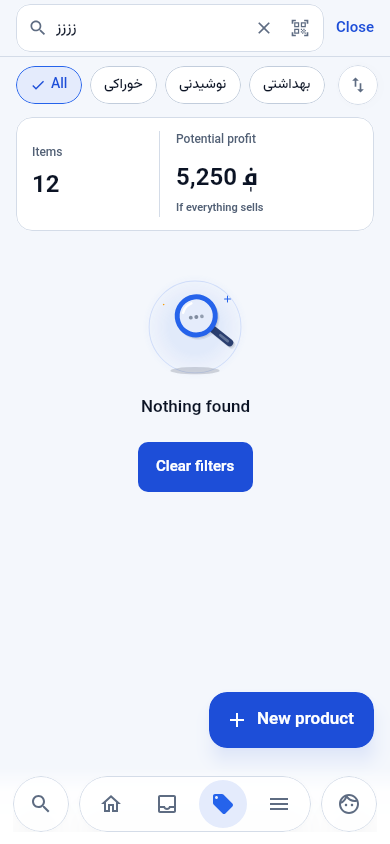 زززز
Close
All
خوراکی
نوشیدنی
بهداشتی
Items
12
Potential profit
5,250 ؋
If everything sells
Nothing found
Clear filters
New product